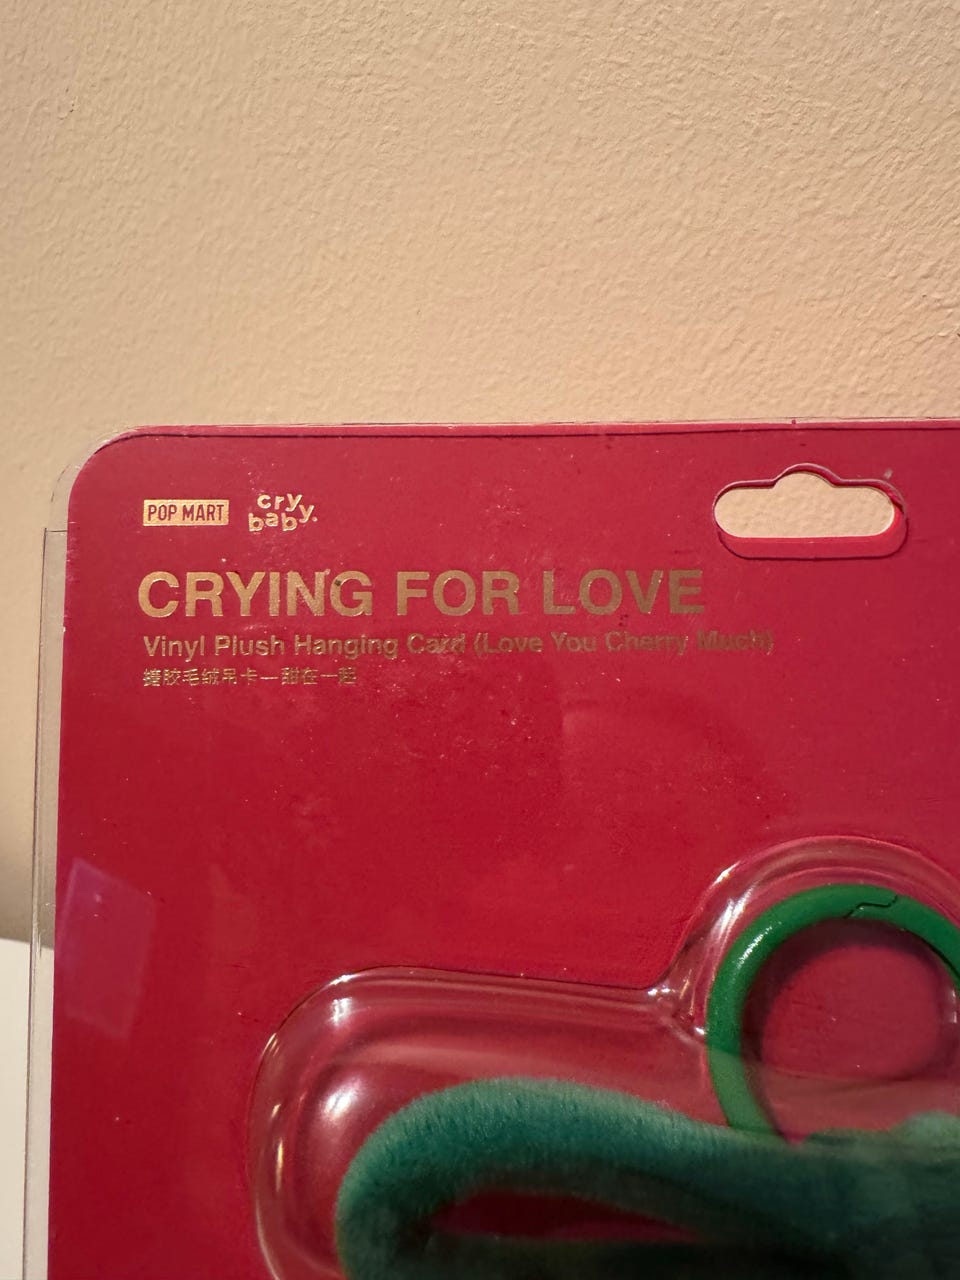 POP MART cry baby.
CRYING FOR LOVE
Vinyl Plush Hanging Card (Love You Cherry Much)
搪胶毛绒吊卡—甜在一起